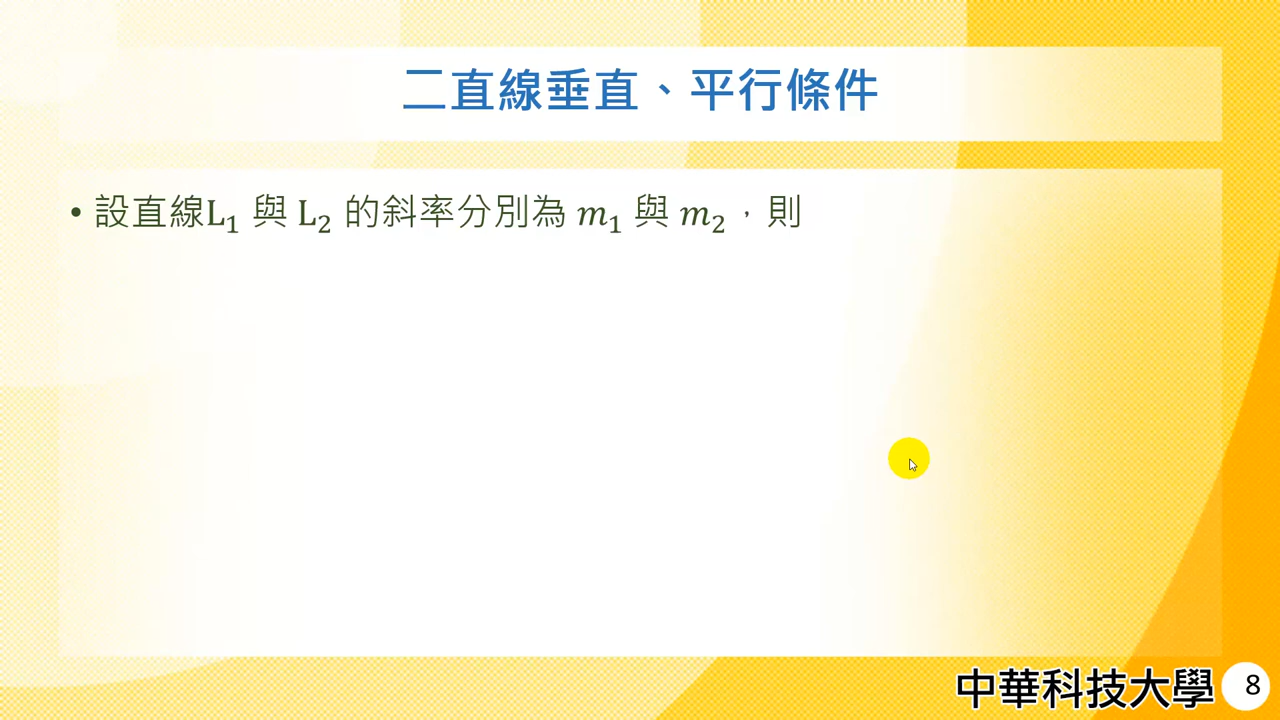 二直線垂直、平行條件
• 設直線L₁ 與 L₂ 的斜率分別為 m₁ 與 m₂，則
中華科技大學 8